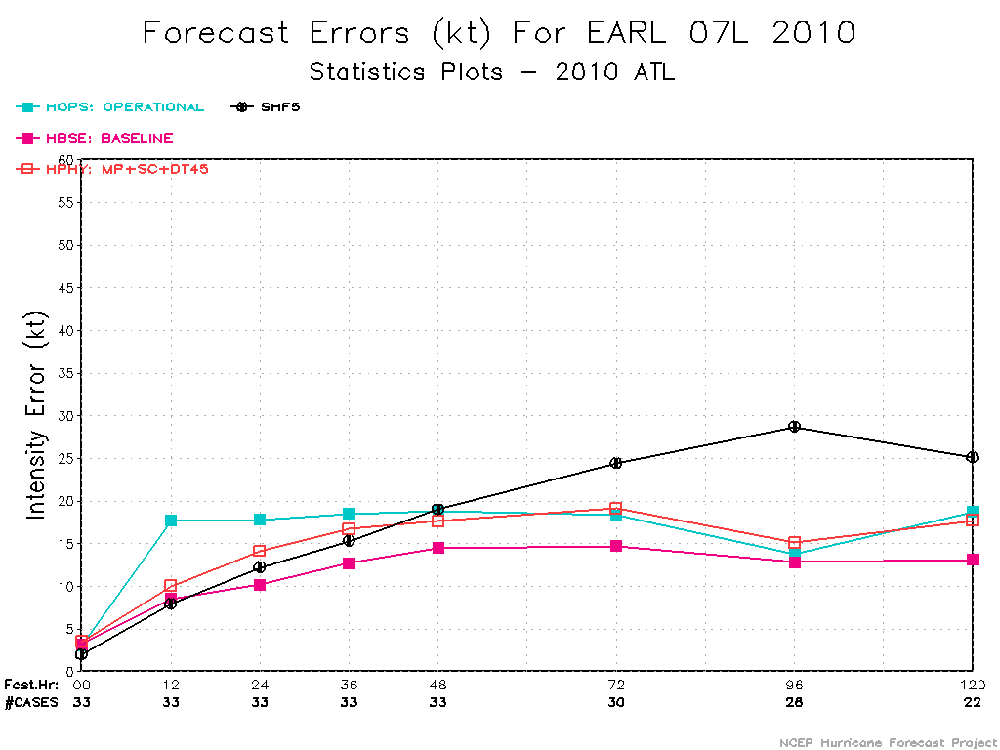 Forecast Errors (kt) For EARL 07L 2010
Statistics Plots - 2010 ATL
HOPS: OPERATIONAL SHF5
HBSE: BASELINE
HPHY: MP+SC+DT45
60
55
50
45
40
35
30
25
20
15
10
5
0
Intensity Error (kt)
Fcst.Hr: 00 12 24 36 48 72 96 120
#CASES 33 33 33 33 33 30 26 22
NCEP Hurricane Forecast Project